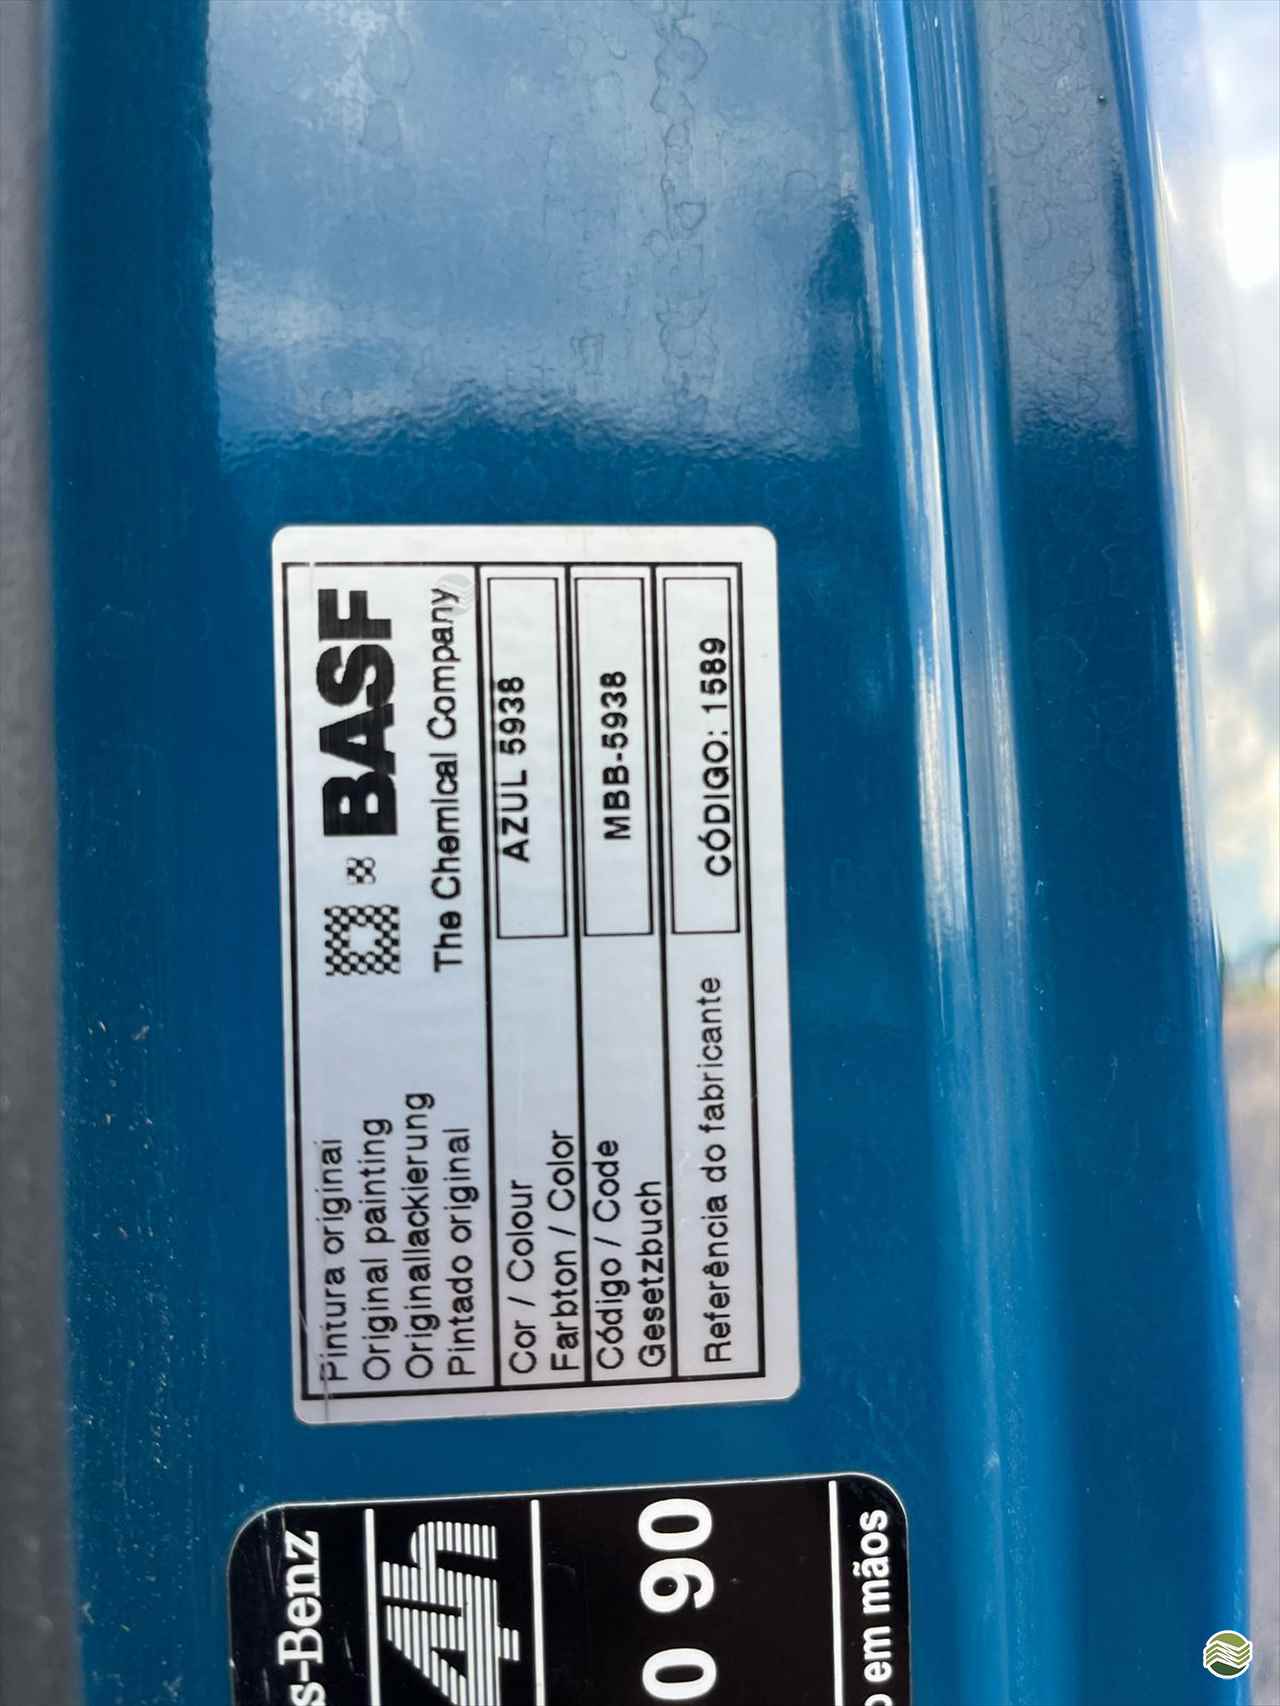 Pintura original
Original painting
Originallackierung
Pintado original
BASF
The Chemical Company
Cor / Colour
Farbton / Color
AZUL 5938
Código / Code
Gesetzbuch
MBB-5938
Referência do fabricante
CÓDIGO: 1589
s-Benz
24h
0 90
em mãos